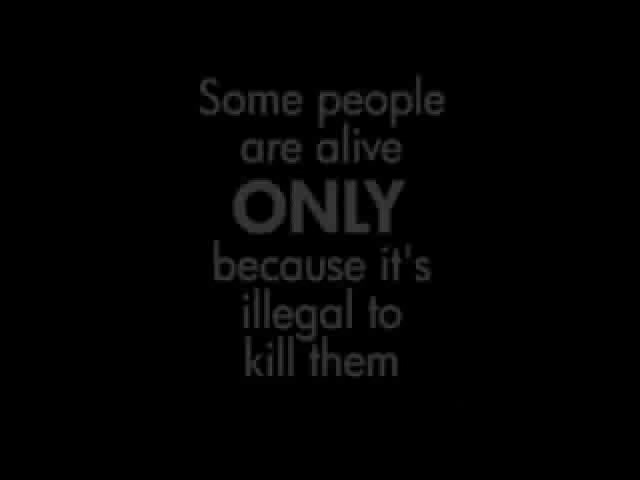 Some people
are alive
ONLY
because it's
illegal to
kill them